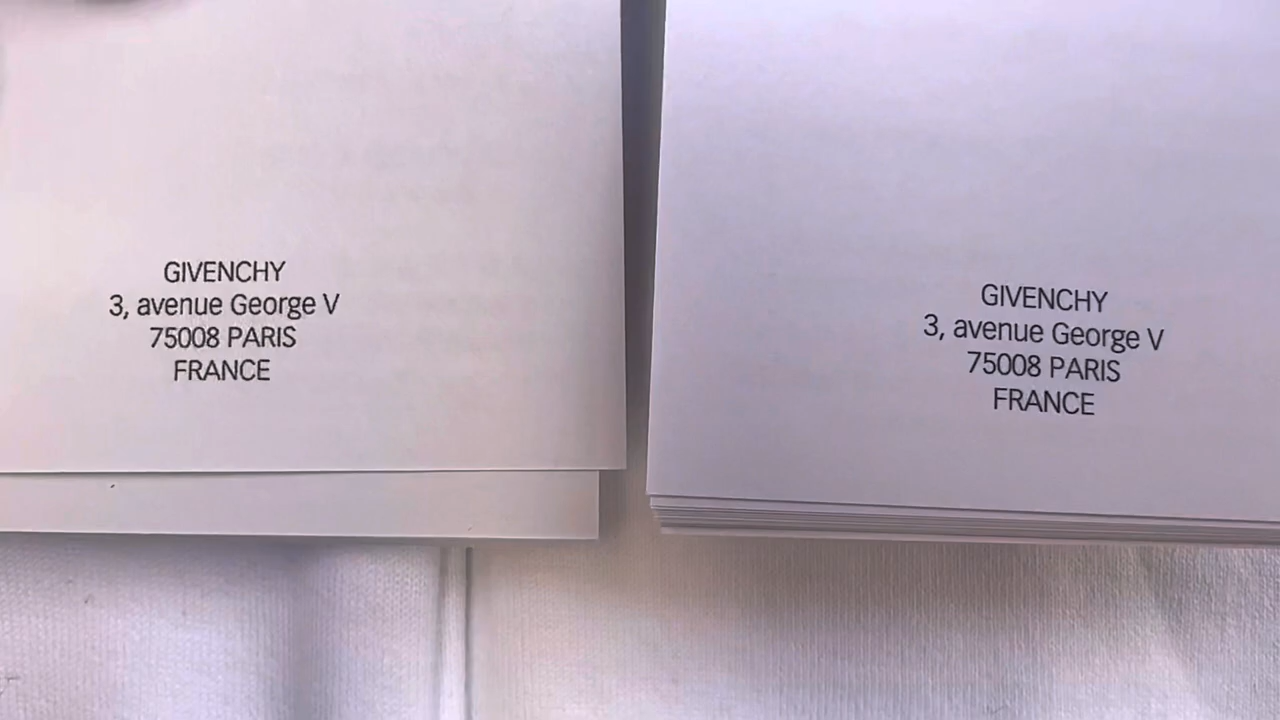 GIVENCHY
3, avenue George V
75008 PARIS
FRANCE
GIVENCHY
3, avenue George V
75008 PARIS
FRANCE